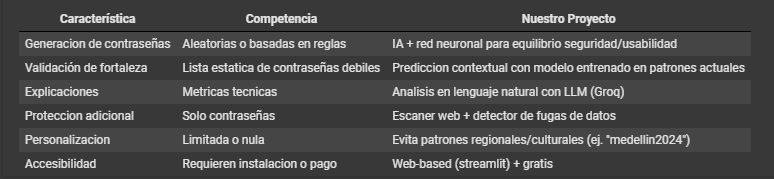 Característica Competencia Nuestro Proyecto
Generacion de contraseñas Aleatorias o basadas en reglas IA + red neuronal para equilibrio seguridad/usabilidad
Validación de fortaleza Lista estatica de contraseñas debiles Prediccion contextual con modelo entrenado en patrones actuales
Explicaciones Metricas tecnicas Analisis en lenguaje natural con LLM (Groq)
Proteccion adicional Solo contraseñas Escaner web + detector de fugas de datos
Personalizacion Limitada o nula Evita patrones regionales/culturales (ej. "medellin2024")
Accesibilidad Requieren instalacion o pago Web-based (streamlit) + gratis